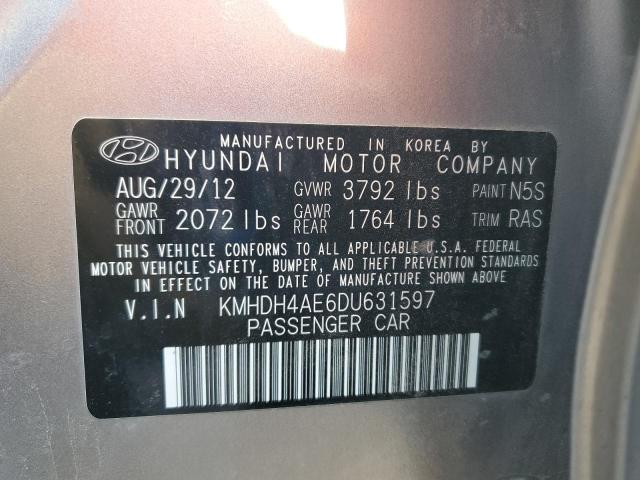 MANUFACTURED IN KOREA BY
HYUNDAI MOTOR COMPANY
AUG/29/12 GVWR 3792 lbs PAINT N5S
GAWR FRONT 2072 lbs GAWR REAR 1764 lbs TRIM RAS
THIS VEHICLE CONFORMS TO ALL APPLICABLE U.S.A. FEDERAL
MOTOR VEHICLE SAFETY, BUMPER, AND THEFT PREVENTION STANDARDS
IN EFFECT ON THE DATE OF MANUFACTURE SHOWN ABOVE
V.I.N KMHDH4AE6DU631597
PASSENGER CAR